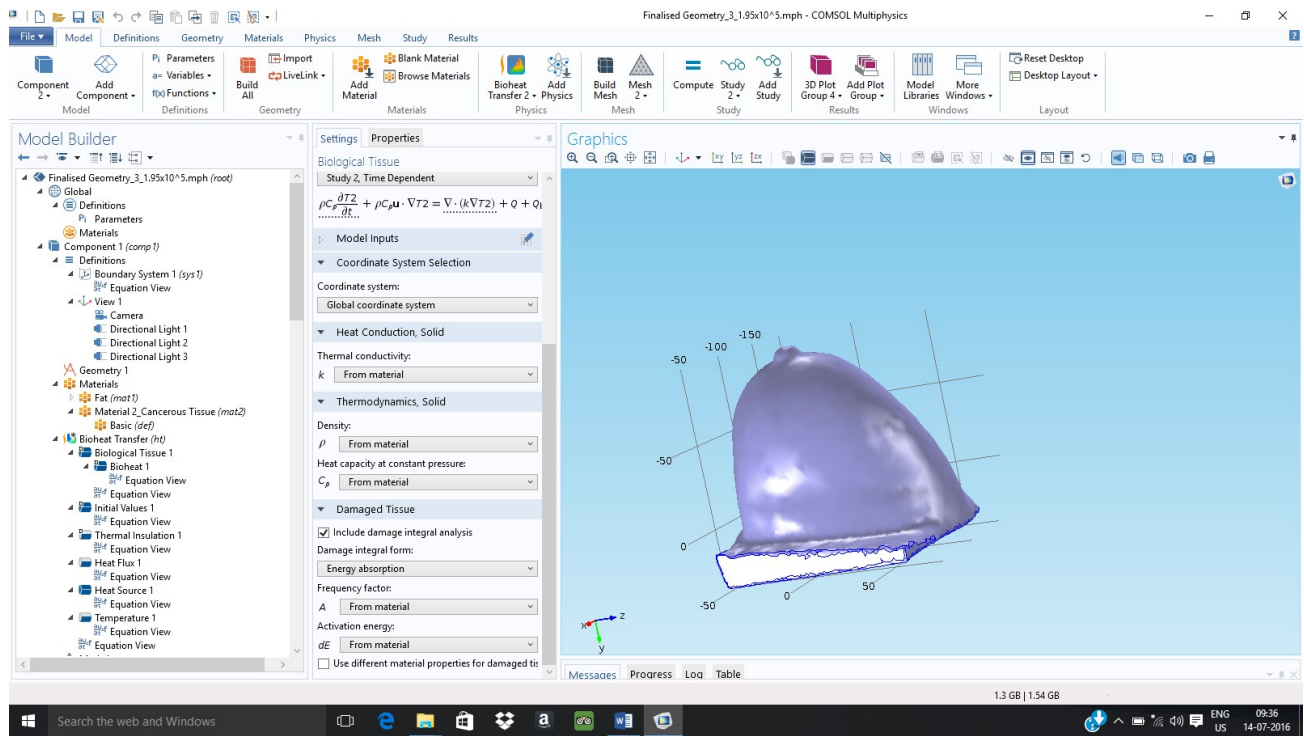 Finalised Geometry_3_1.95x10^5.mph - COMSOL Multiphysics
File Model Definitions Geometry Materials Physics Mesh Study Results
Component 2
Add Component
Model
Pi Parameters
a= Variables
f(x) Functions
Definitions
Build All
Import
LiveLink
Geometry
Add Material
Blank Material
Browse Materials
Materials
Bioheat Transfer 2
Add Physics
Physics
Build Mesh
Mesh 2
Mesh
Compute
Study 2
Add Study
Study
3D Plot Group 4
Add Plot Group
Results
Model Libraries
More Windows
Windows
Reset Desktop
Desktop Layout
Layout
Model Builder
Finalised Geometry_3_1.95x10^5.mph (root)
Global
Definitions
Pi Parameters
Materials
Component 1 (comp1)
Definitions
Boundary System 1 (sys1)
Equation View
View 1
Camera
Directional Light 1
Directional Light 2
Directional Light 3
Geometry 1
Materials
Fat (mat1)
Material 2_Cancerous Tissue (mat2)
Basic (def)
Bioheat Transfer (ht)
Biological Tissue 1
Bioheat 1
Equation View
Equation View
Initial Values 1
Equation View
Thermal Insulation 1
Equation View
Heat Flux 1
Equation View
Heat Source 1
Equation View
Temperature 1
Equation View
Equation View
Settings Properties
Biological Tissue
Study 2, Time Dependent
ρCp ∂T2/∂t + ρCpu · ∇T2 = ∇ · (k∇T2) + Q + Q
Model Inputs
Coordinate System Selection
Coordinate system:
Global coordinate system
Heat Conduction, Solid
Thermal conductivity:
k From material
Thermodynamics, Solid
Density:
ρ From material
Heat capacity at constant pressure:
Cp From material
Damaged Tissue
Include damage integral analysis
Damage integral form:
Energy absorption
Frequency factor:
A From material
Activation energy:
dE From material
Use different material properties for damaged tis
Graphics
xy yz zx
-150
-100
-50
-50
0
50
0
-50
x y z
Messages Progress Log Table
1.3 GB | 1.54 GB
Search the web and Windows
ENG
US
09:36
14-07-2016